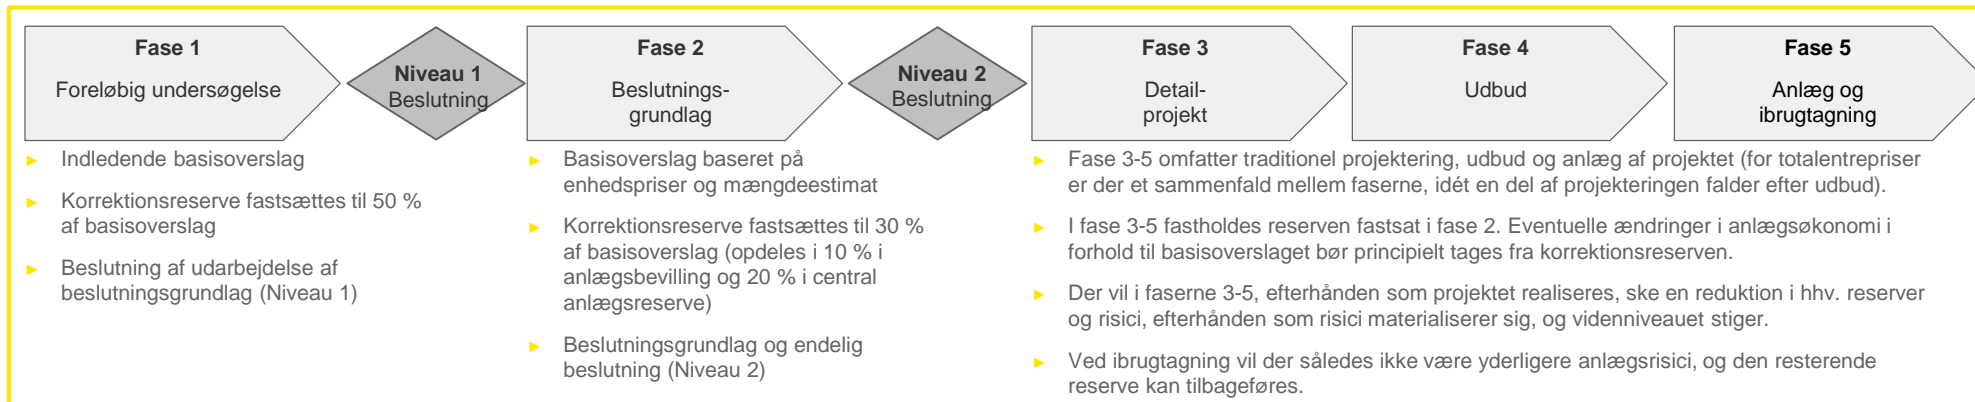 Fase 1
Foreløbig undersøgelse
Niveau 1
Beslutning
Fase 2
Beslutnings-
grundlag
Niveau 2
Beslutning
Fase 3
Detail-
projekt
Fase 4
Udbud
Fase 5
Anlæg og
ibrugtagning
► Indledende basisoverslag
► Korrektionsreserve fastsættes til 50 %
af basisoverslag
► Beslutning af udarbejdelse af
beslutningsgrundlag (Niveau 1)
► Basisoverslag baseret på
enhedspriser og mængdeestimat
► Korrektionsreserve fastsættes til 30 %
af basisoverslag (opdeles i 10 % i
anlægsbevilling og 20 % i central
anlægsreserve)
► Beslutningsgrundlag og endelig
beslutning (Niveau 2)
► Fase 3-5 omfatter traditionel projektering, udbud og anlæg af projektet (for totalentrepriser
er der et sammenfald mellem faserne, idét en del af projekteringen falder efter udbud).
► I fase 3-5 fastholdes reserven fastsat i fase 2. Eventuelle ændringer i anlægsøkonomi i
forhold til basisoverslaget bør principielt tages fra korrektionsreserven.
► Der vil i faserne 3-5, efterhånden som projektet realiseres, ske en reduktion i hhv. reserver
og risici, efterhånden som risici materialiserer sig, og videnniveauet stiger.
► Ved ibrugtagning vil der således ikke være yderligere anlægsrisici, og den resterende
reserve kan tilbageføres.